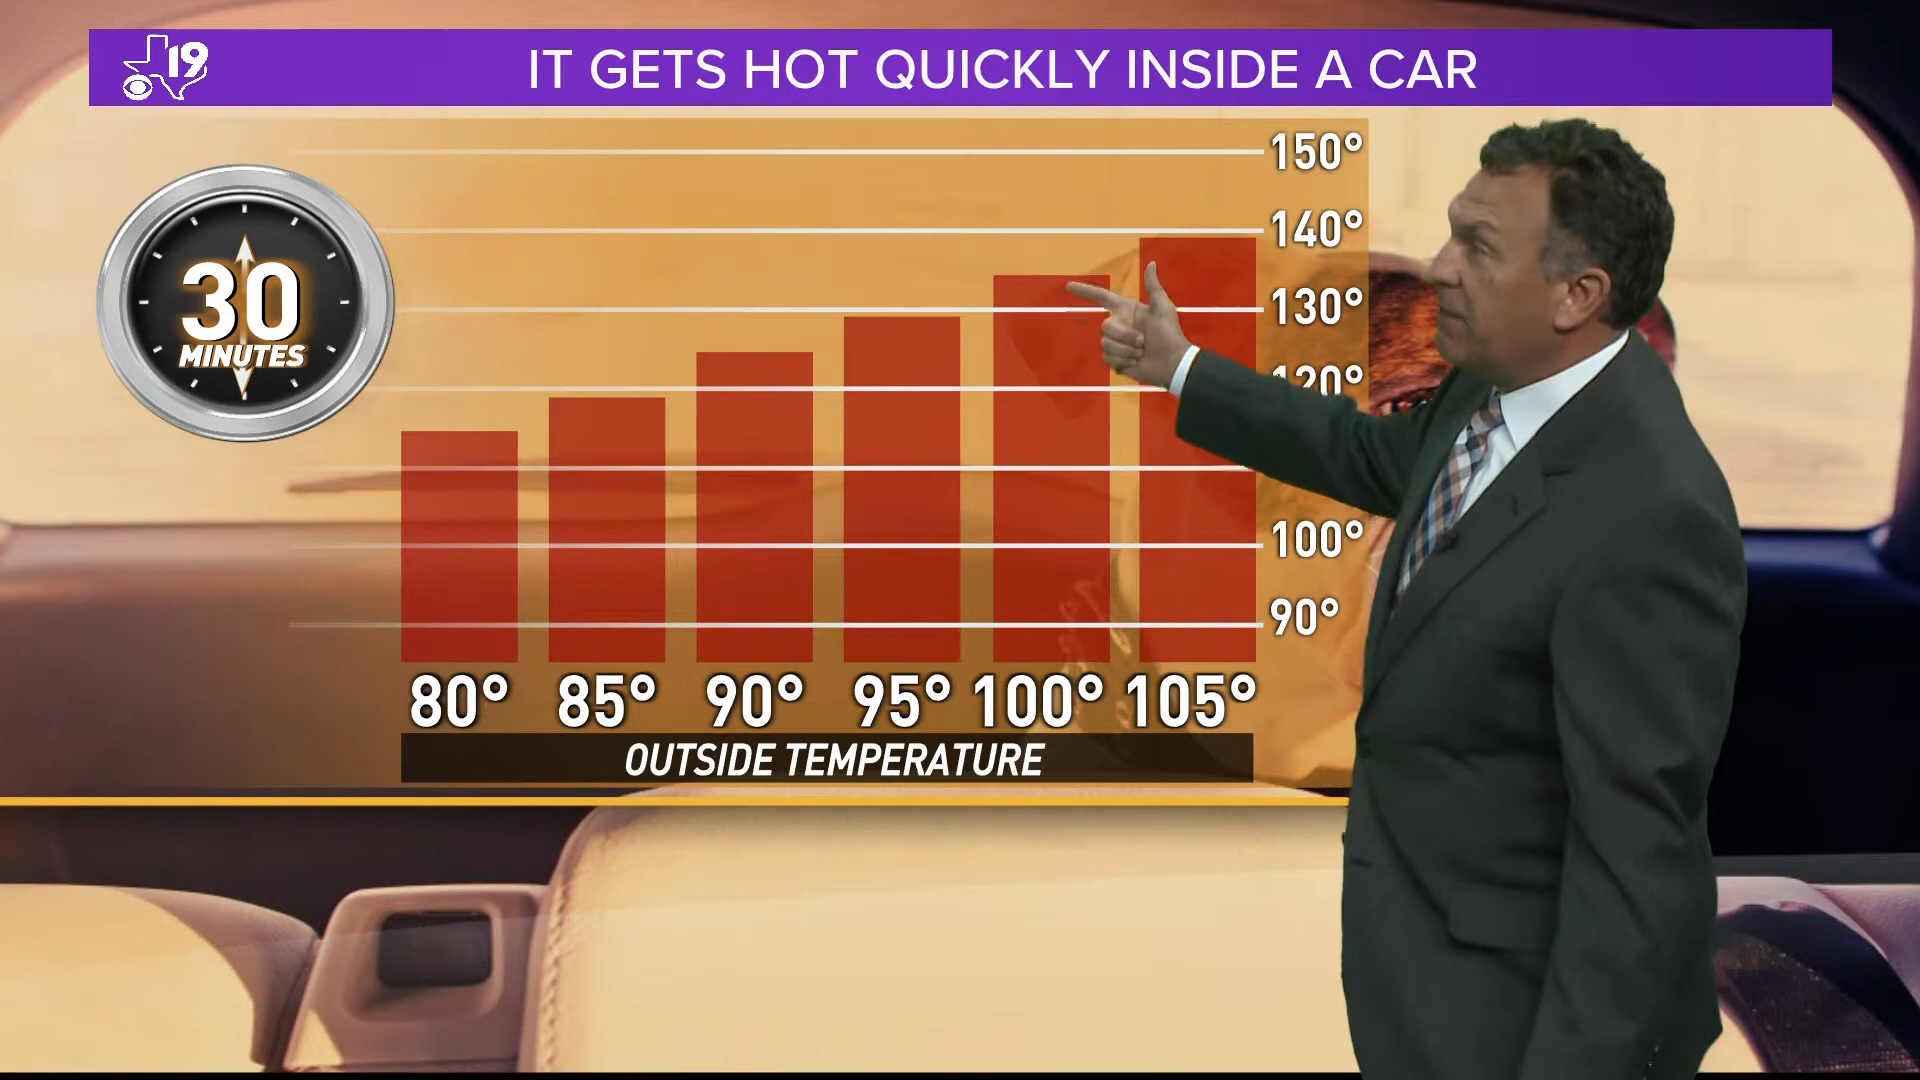 19
IT GETS HOT QUICKLY INSIDE A CAR
30
MINUTES
150°
140°
130°
120°
100°
90°
80° 85° 90° 95° 100° 105°
OUTSIDE TEMPERATURE